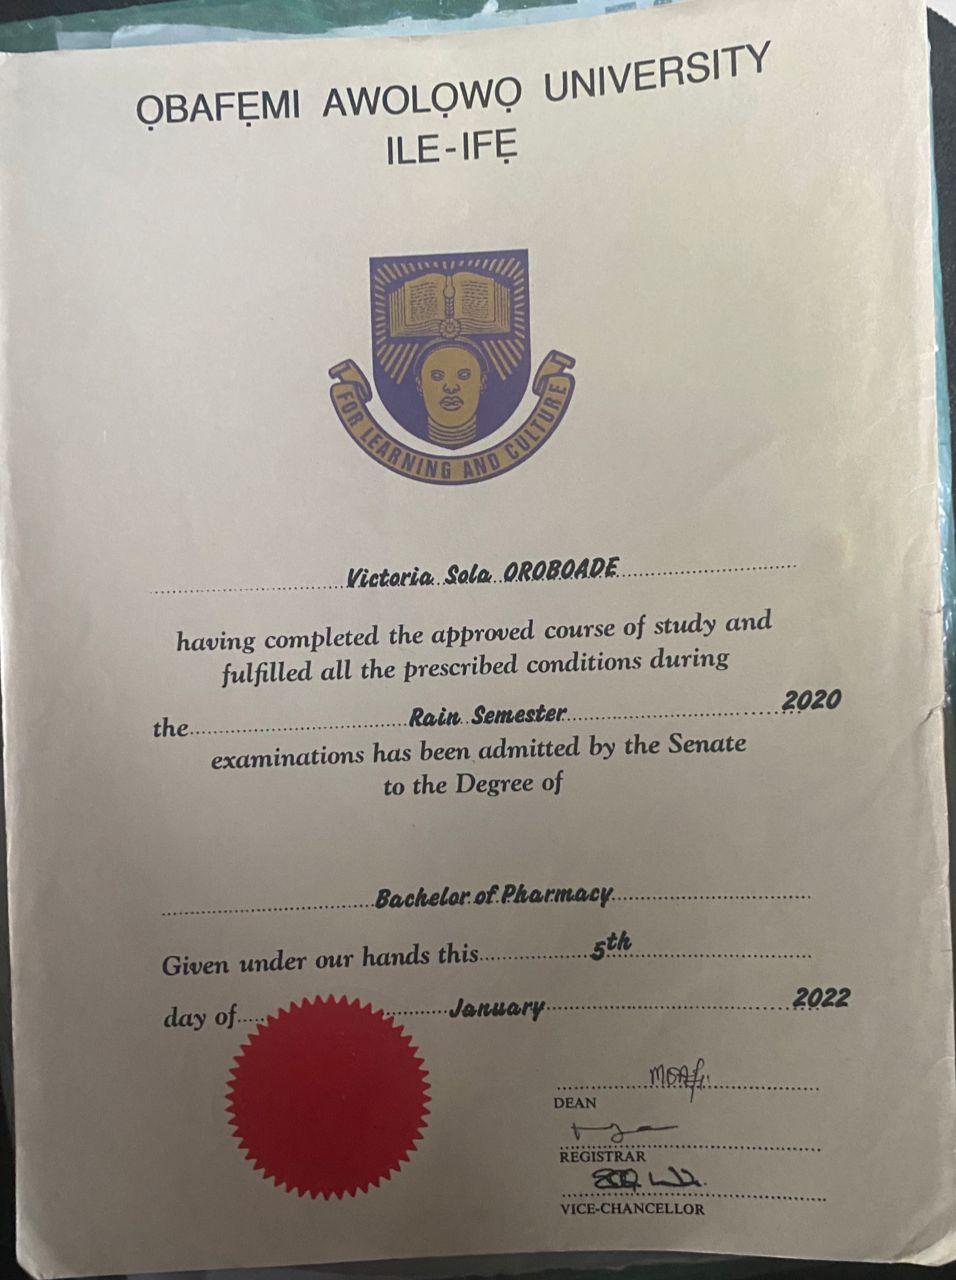 ỌBAFẸMI AWOLỌWỌ UNIVERSITY
ILE-IFẸ
FOR LEARNING AND CULTURE
Victoria Sola OROBOADE
having completed the approved course of study and
fulfilled all the prescribed conditions during
the Rain Semester 2020
examinations has been admitted by the Senate
to the Degree of
Bachelor of Pharmacy
Given under our hands this 5th
day of January 2022
DEAN
REGISTRAR
VICE-CHANCELLOR